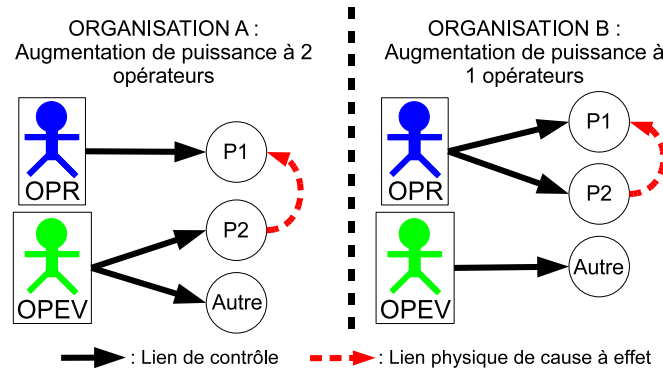 ORGANISATION A :
Augmentation de puissance à 2
opérateurs
OPR
P1
OPEV
P2
Autre
ORGANISATION B :
Augmentation de puissance à
1 opérateurs
OPR
P1
P2
OPEV
Autre
: Lien de contrôle
: Lien physique de cause à effet